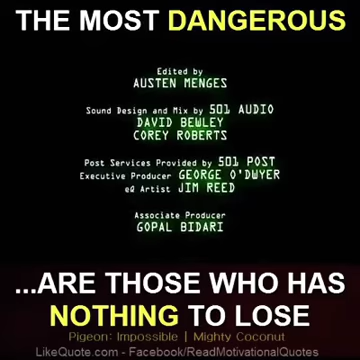 THE MOST DANGEROUS
Edited by
AUSTEN MENGES
Sound Design and Mix by 501 AUDIO
DAVID BEWLEY
COREY ROBERTS
Post Services Provided by 501 POST
Executive Producer GEORGE O'DWYER
eQ Artist JIM REED
Associate Producer
GOPAL BIDARI
...ARE THOSE WHO HAS
NOTHING TO LOSE
Pigeon: Impossible | Mighty Coconut
LikeQuote.com - Facebook/ReadMotivationalQuotes